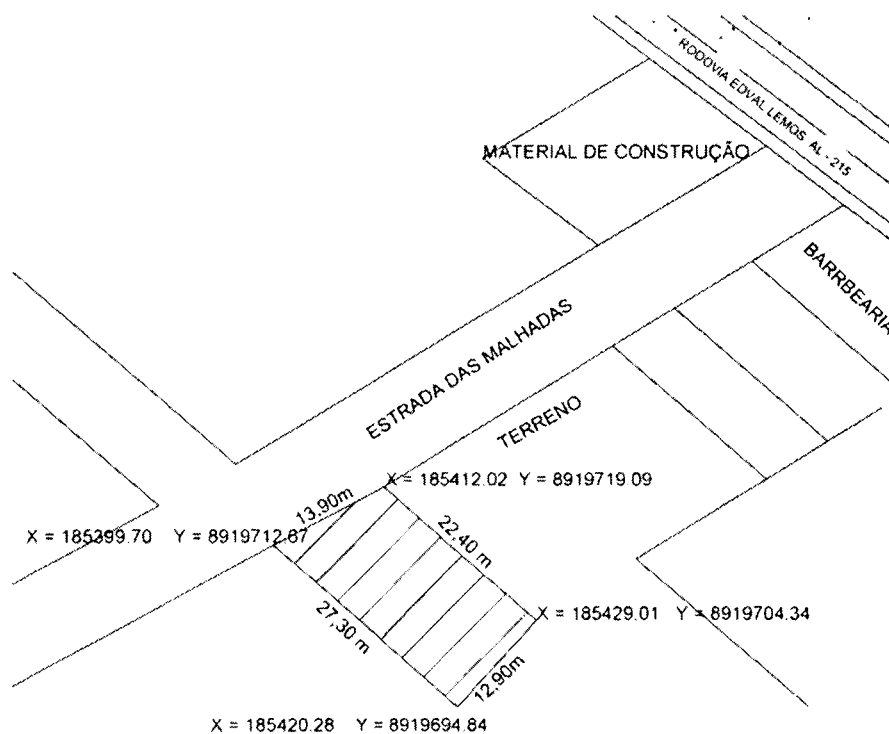 RODOVIA EDVAL LEMOS AL - 215
MATERIAL DE CONSTRUÇÃO
BARRBEARIA
ESTRADA DAS MALHADAS
TERRENO
X = 185412.02 Y = 8919719.09
13,90m
X = 185399.70 Y = 8919712.67
22,40 m
27,30 m
X = 185429.01 Y = 8919704.34
12,90m
X = 185420.28 Y = 8919694.84